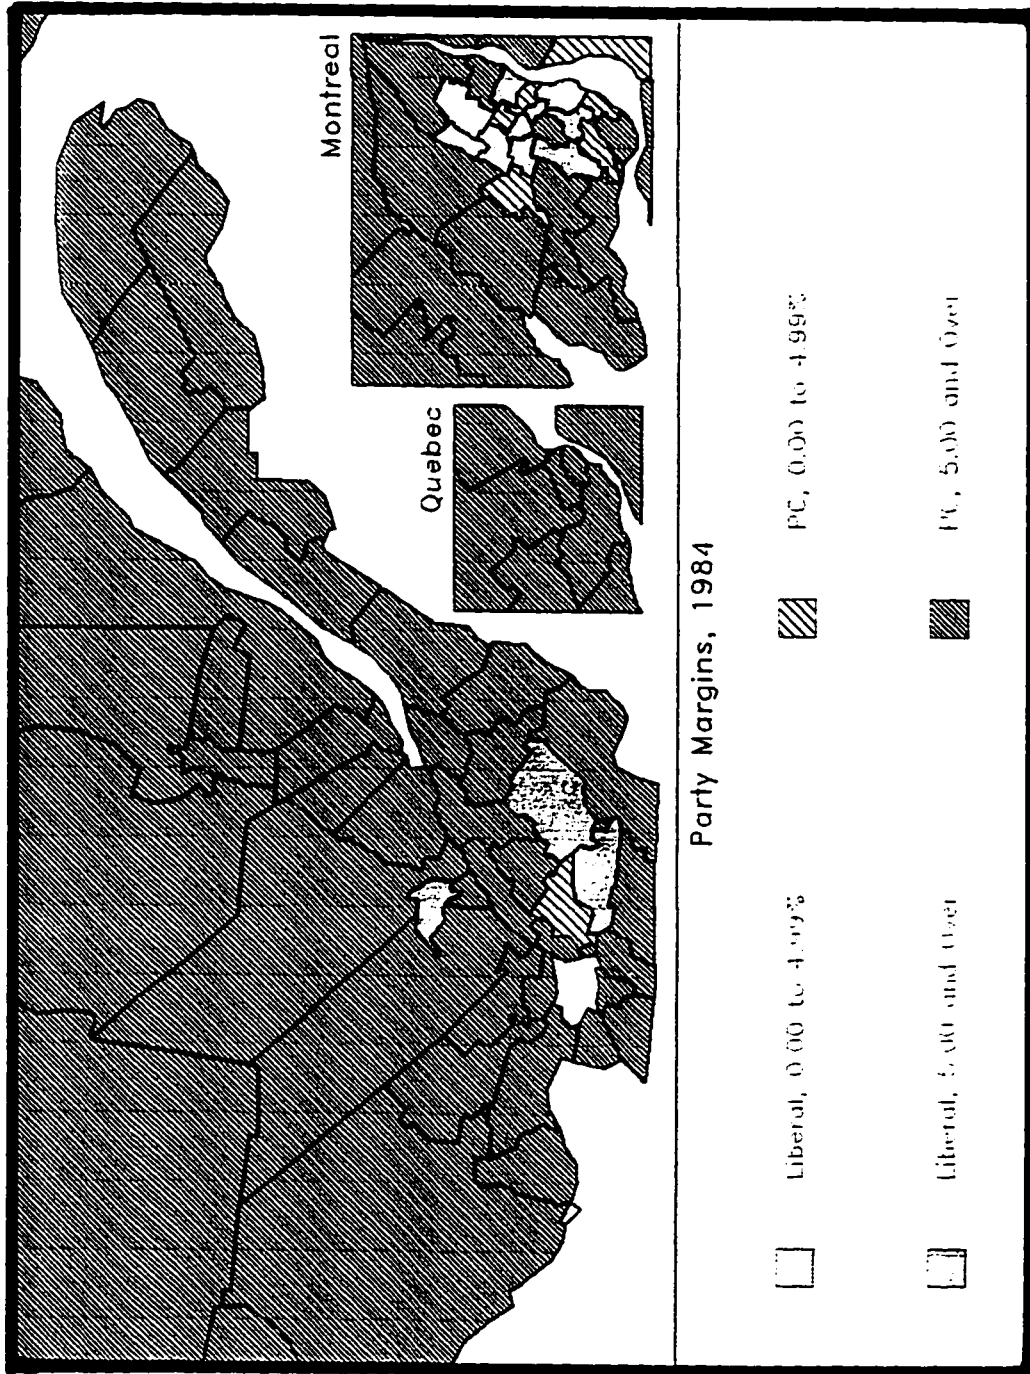 Montreal
Quebec
Party Margins, 1984
Liberal, 0.00 to 4.99%
PC, 0.00 to 4.99%
Liberal, 5.00 and Over
PC, 5.00 and Over